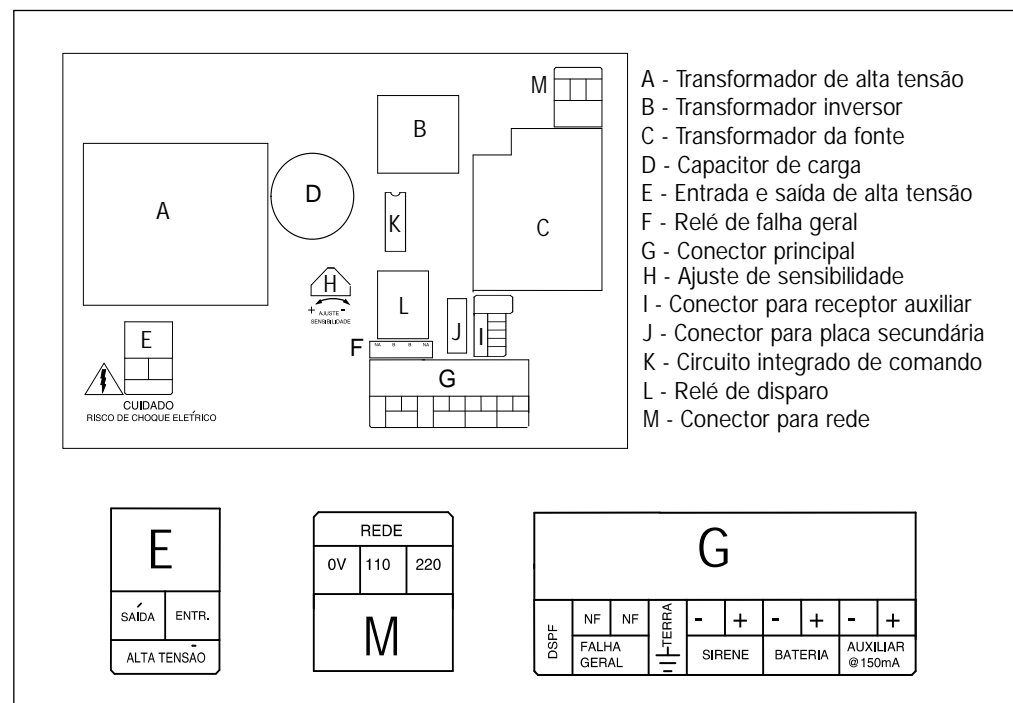 M
B
A
D
K
C
H
+ AJUSTE -
SENSIBILIDADE
L
J
I
E
F
NA B B NA
G
CUIDADO
RISCO DE CHOQUE ELÉTRICO
A - Transformador de alta tensão
B - Transformador inversor
C - Transformador da fonte
D - Capacitor de carga
E - Entrada e saída de alta tensão
F - Relé de falha geral
G - Conector principal
H - Ajuste de sensibilidade
I - Conector para receptor auxiliar
J - Conector para placa secundária
K - Circuito integrado de comando
L - Relé de disparo
M - Conector para rede
E
SAÍDA ENTR.
ALTA TENSÃO
REDE
0V 110 220
M
G
DSPF
NF NF
FALHA
GERAL
TERRA
- + - + - +
SIRENE BATERIA AUXILIAR
@150mA